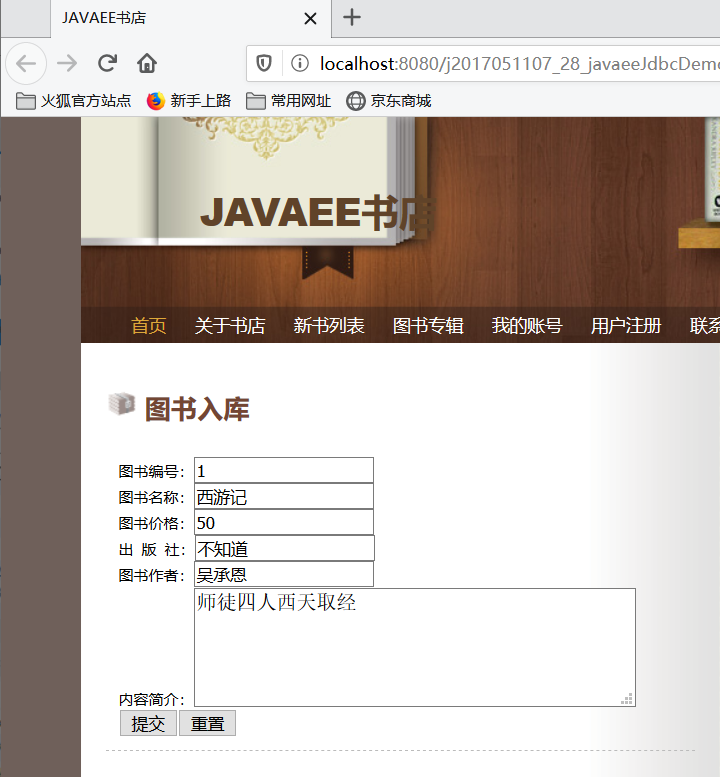 JAVAEE书店
localhost:8080/j2017051107_28_javaeeJdbcDemo
火狐官方站点 新手上路 常用网址 京东商城
JAVAEE书店
首页 关于书店 新书列表 图书专辑 我的账号 用户注册 联系
图书入库
图书编号: 1
图书名称: 西游记
图书价格: 50
出 版 社: 不知道
图书作者: 吴承恩
师徒四人西天取经
内容简介:
提交 重置